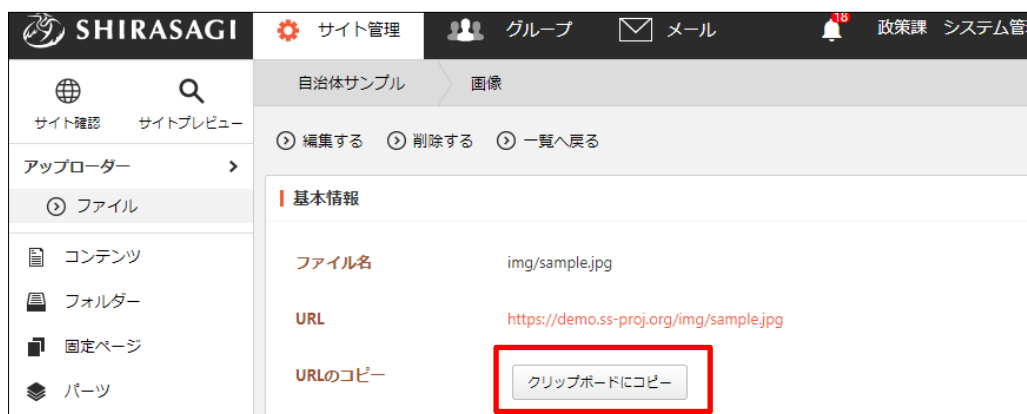 SHIRASAGI サイト管理 グループ メール 18 政策課 システム管
サイト確認 サイトプレビュー
アップローダー
ファイル
コンテンツ
フォルダー
固定ページ
パーツ
自治体サンプル 画像
編集する 削除する 一覧へ戻る
基本情報
ファイル名 img/sample.jpg
URL https://demo.ss-proj.org/img/sample.jpg
URLのコピー クリップボードにコピー